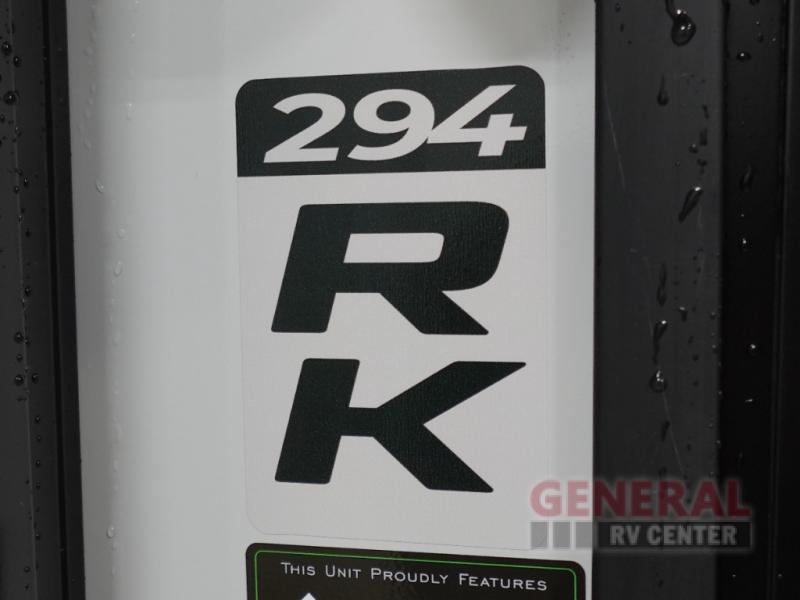 294
R
K
GENERAL
RV CENTER
THIS UNIT PROUDLY FEATURES